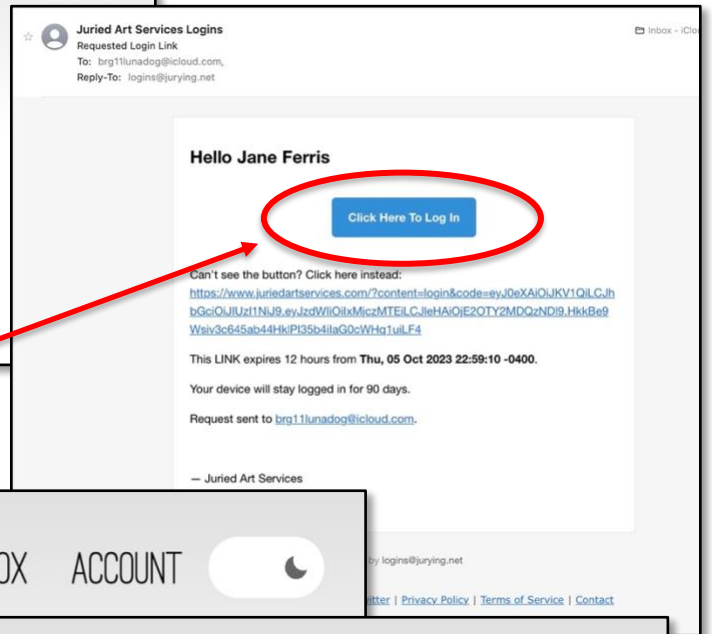 Juried Art Services Logins
Requested Login Link
To: brg11lunadog@icloud.com,
Reply-To: logins@jurying.net
Inbox - iClo
Hello Jane Ferris
Click Here To Log In
Can't see the button? Click here instead:
https://www.juriedartservices.com/?content=login&code=eyJ0eXAiOiJKV1QiLCJh
bGciOiJIUzI1NiJ9.eyJzdWIiOiIxMjczMTEiLCJleHAiOjE2OTY2MDQzNDl9.HkkBe9
Wsiv3c645ab44HklPI35b4ilaG0cWHq1uiLF4
This LINK expires 12 hours from Thu, 05 Oct 2023 22:59:10 -0400.
Your device will stay logged in for 90 days.
Request sent to brg11lunadog@icloud.com.
— Juried Art Services
by logins@jurying.net
itter | Privacy Policy | Terms of Service | Contact
OX ACCOUNT